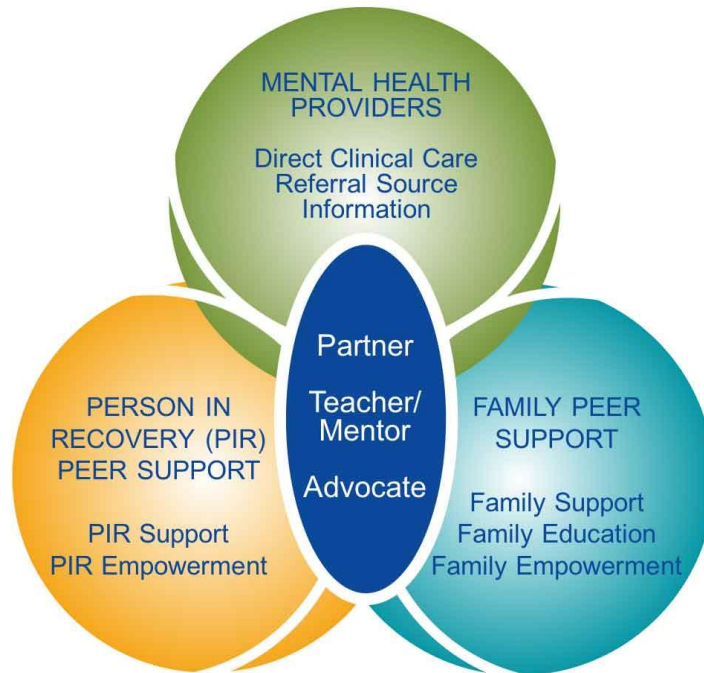 MENTAL HEALTH
PROVIDERS
Direct Clinical Care
Referral Source
Information
Partner
Teacher/
Mentor
Advocate
PERSON IN
RECOVERY (PIR)
PEER SUPPORT
PIR Support
PIR Empowerment
FAMILY PEER
SUPPORT
Family Support
Family Education
Family Empowerment